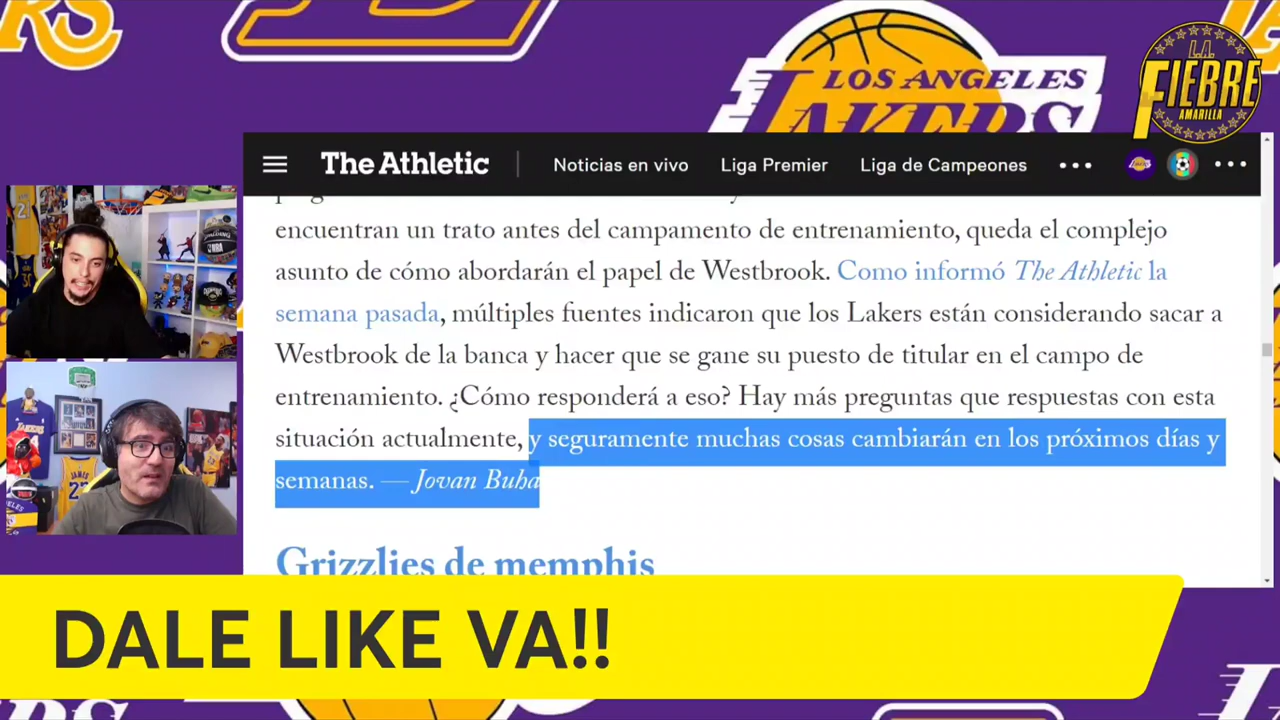 LOS ANGELES
LAKERS
L.A.
FIEBRE
AMARILLA
The Athletic
Noticias en vivo
Liga Premier
Liga de Campeones
encuentran un trato antes del campamento de entrenamiento, queda el complejo
asunto de cómo abordarán el papel de Westbrook. Como informó The Athletic la
semana pasada, múltiples fuentes indicaron que los Lakers están considerando sacar a
Westbrook de la banca y hacer que se gane su puesto de titular en el campo de
entrenamiento. ¿Cómo responderá a eso? Hay más preguntas que respuestas con esta
situación actualmente, y seguramente muchas cosas cambiarán en los próximos días y
semanas. — Jovan Buha
Grizzlies de memphis
DALE LIKE VA!!